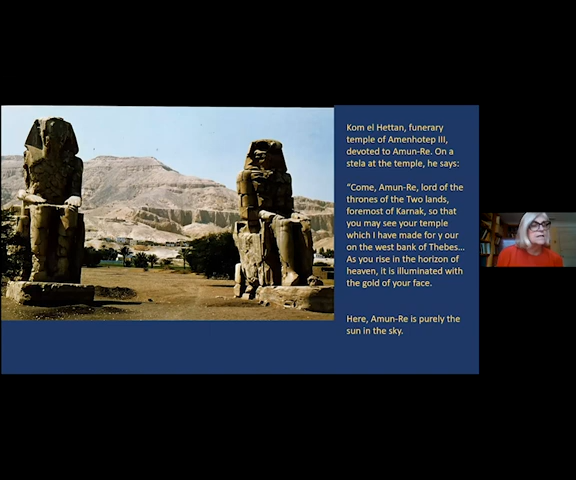 Kom el Hettan, funerary
temple of Amenhotep III,
devoted to Amun-Re. On a
stela at the temple, he says:
“Come, Amun-Re, lord of the
thrones of the Two lands,
foremost of Karnak, so that
you may see your temple
which I have made for y our
on the west bank of Thebes...
As you rise in the horizon of
heaven, it is illuminated with
the gold of your face.
Here, Amun-Re is purely the
sun in the sky.